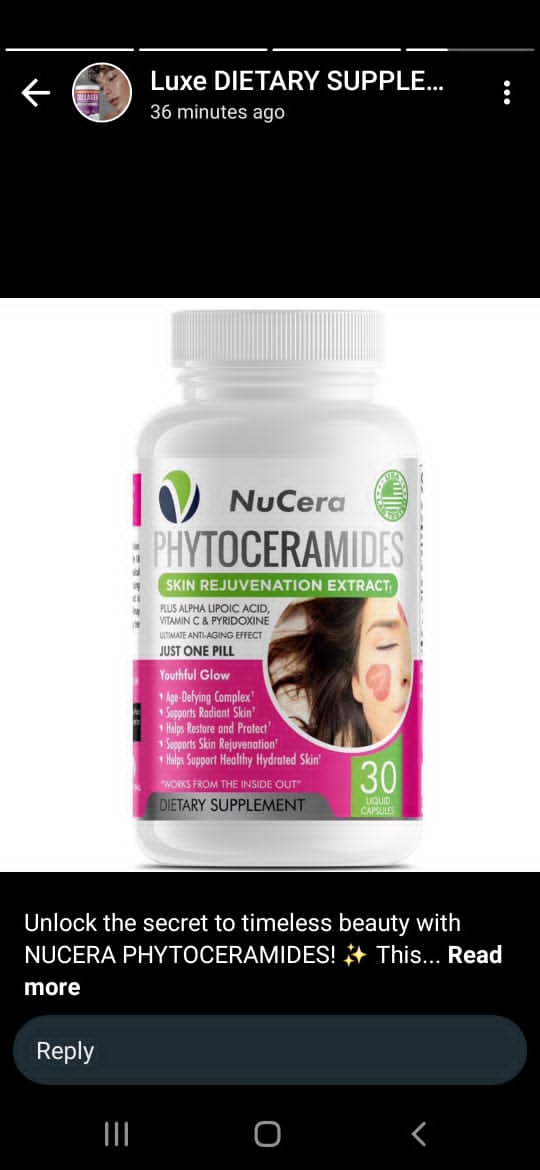 Luxe DIETARY SUPPLE...
36 minutes ago
NuCera
PHYTOCERAMIDES
SKIN REJUVENATION EXTRACT†
PLUS ALPHA LIPOIC ACID,
VITAMIN C & PYRIDOXINE
ULTIMATE ANTI-AGING EFFECT
JUST ONE PILL
Youthful Glow
Age-Defying Complex†
Supports Radiant Skin†
Helps Restore and Protect†
Supports Skin Rejuvenation†
Helps Support Healthy Hydrated Skin†
"WORKS FROM THE INSIDE OUT"
DIETARY SUPPLEMENT
30
LIQUID
CAPSULES
Unlock the secret to timeless beauty with
NUCERA PHYTOCERAMIDES! ✨ This... Read
more
Reply